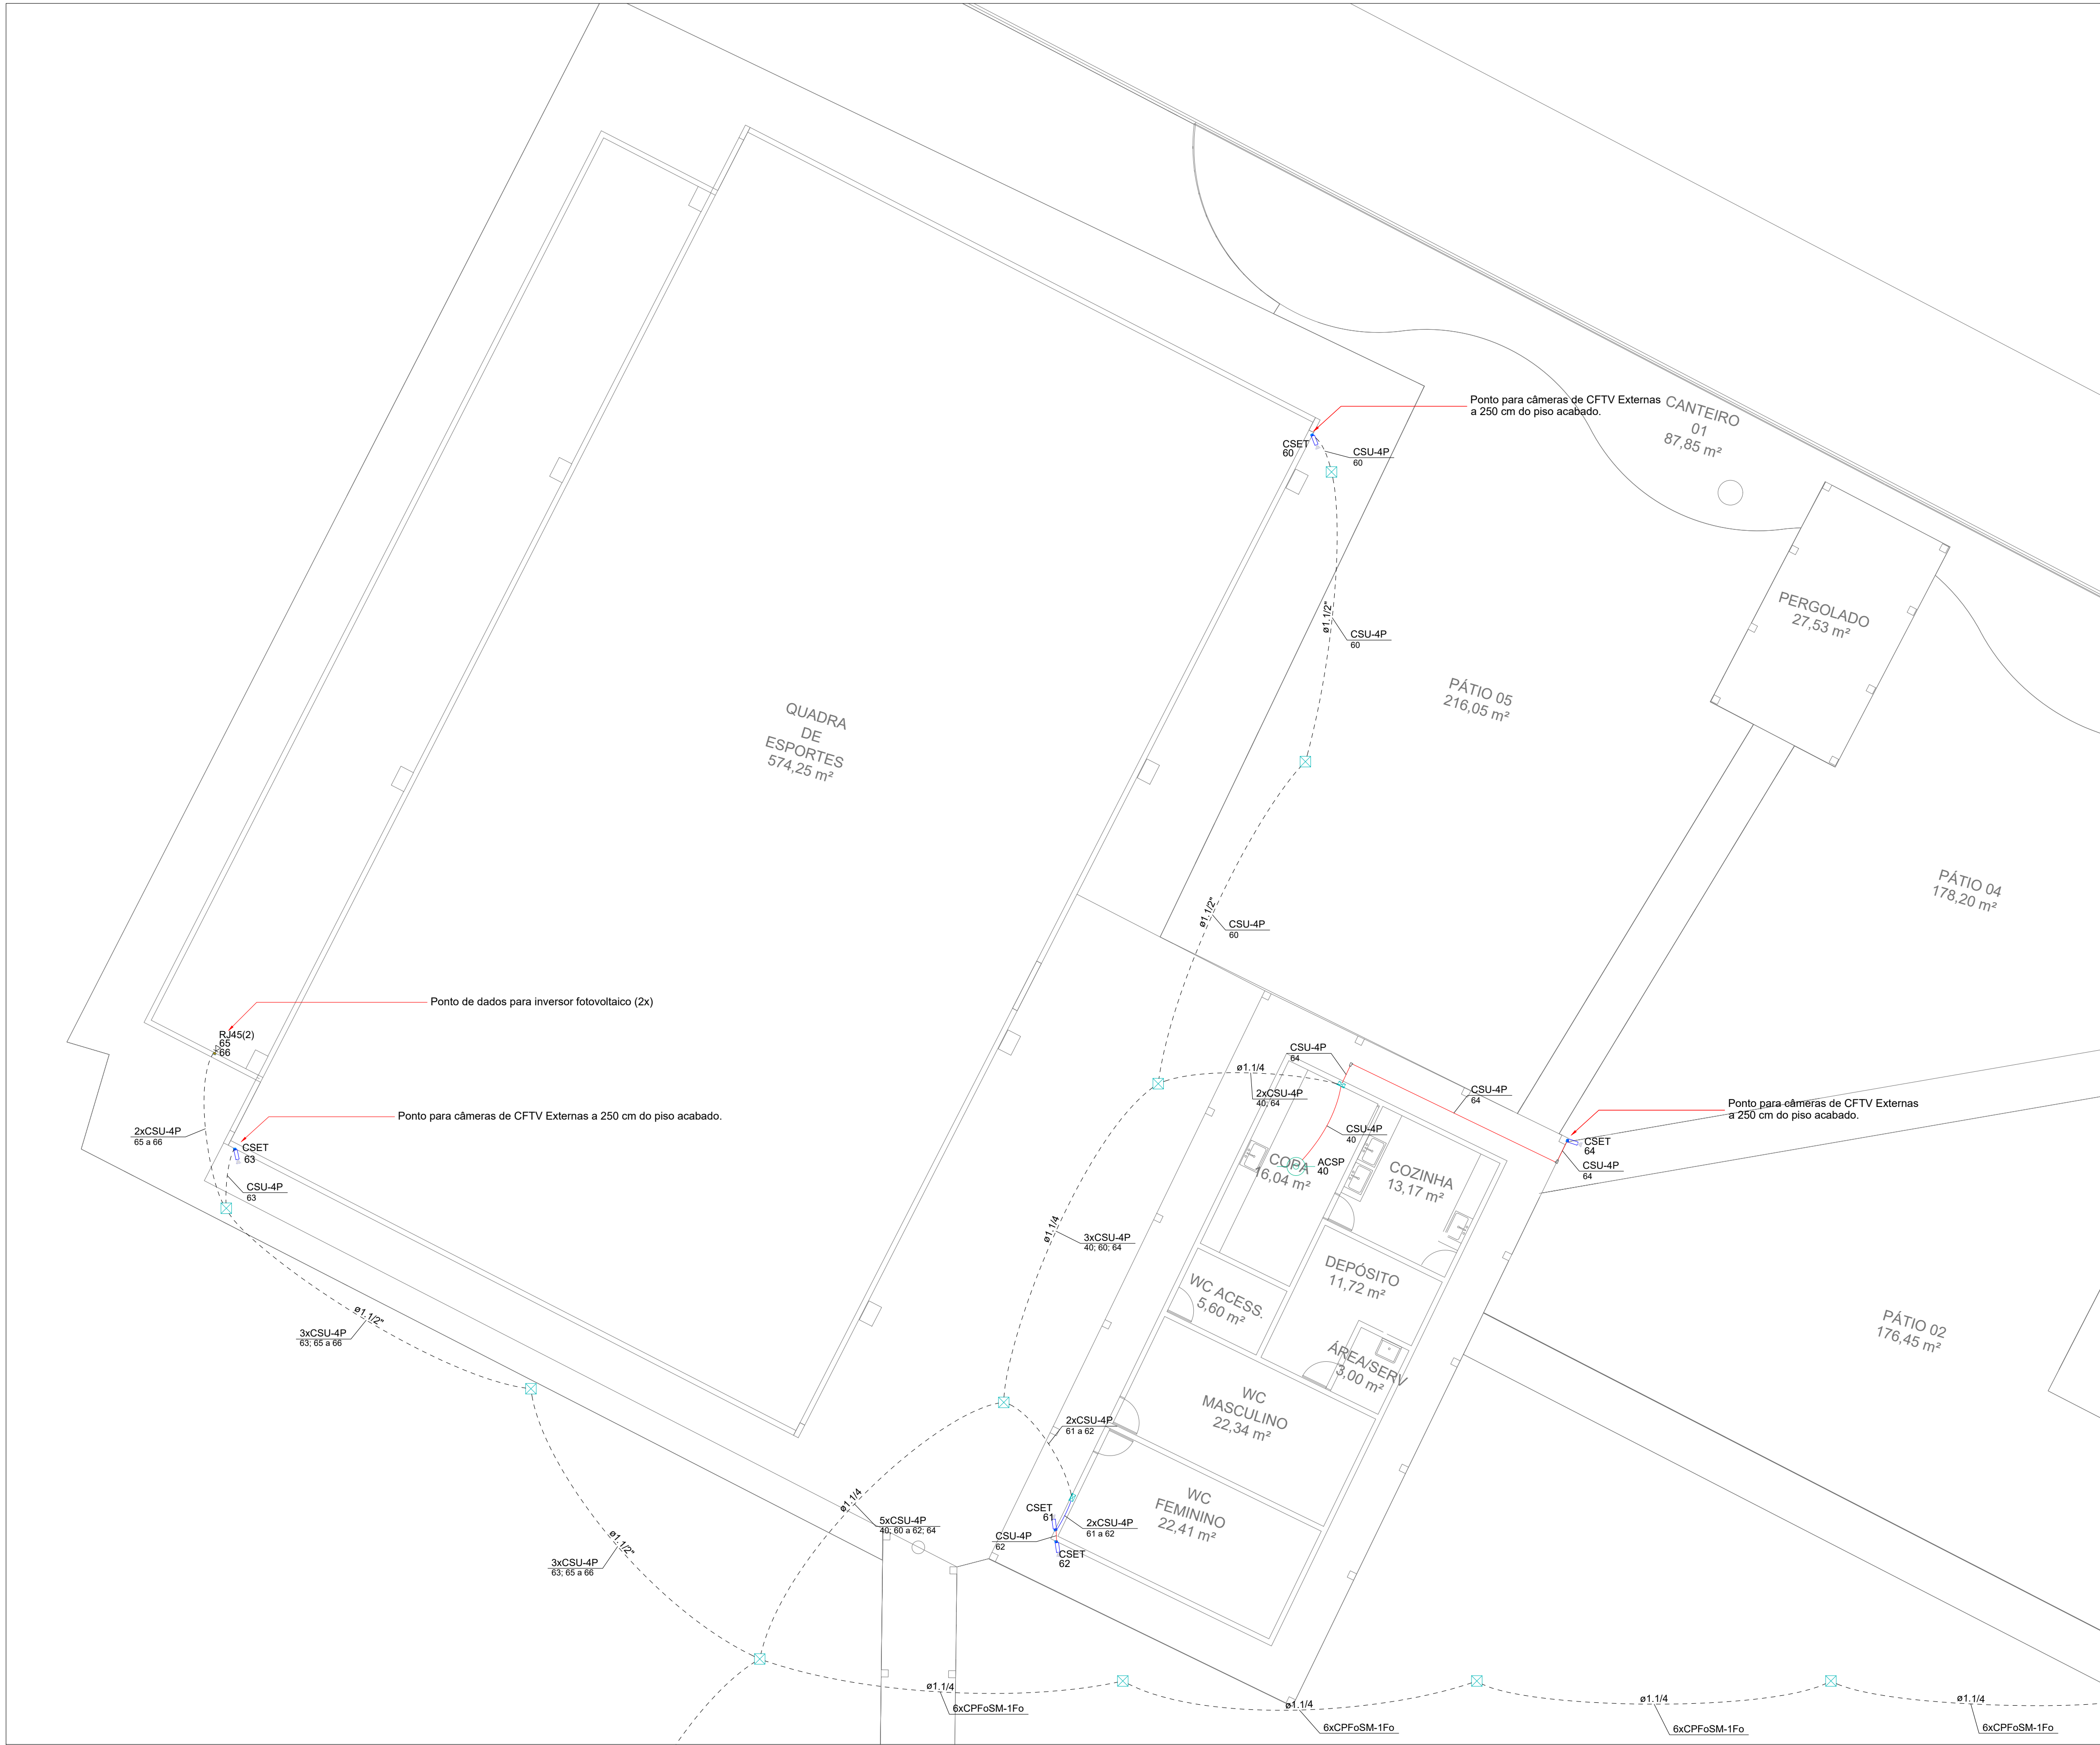 Ponto para câmeras de CFTV Externas
a 250 cm do piso acabado.
CANTEIRO
01
87,85 m²
CSET
60
CSU-4P
60
PERGOLADO
27,53 m²
ø1.1/2"
CSU-4P
60
PÁTIO 05
216,05 m²
QUADRA
DE
ESPORTES
574,25 m²
PÁTIO 04
178,20 m²
ø1.1/2"
CSU-4P
60
Ponto de dados para inversor fotovoltaico (2x)
RJ45(2)
65
66
CSU-4P
64
ø1.1/4
2xCSU-4P
40; 64
CSU-4P
64
Ponto para câmeras de CFTV Externas
a 250 cm do piso acabado.
Ponto para câmeras de CFTV Externas a 250 cm do piso acabado.
2xCSU-4P
65 a 66
CSET
63
CSU-4P
63
CSU-4P
40
CSET
64
CSU-4P
64
COPA
16,04 m²
ACSP
40
COZINHA
13,17 m²
ø1.1/4
3xCSU-4P
40; 60; 64
DEPÓSITO
11,72 m²
WC ACESS.
5,60 m²
ø1.1/2"
3xCSU-4P
63; 65 a 66
PÁTIO 02
176,45 m²
ÁREA/SERV
3,00 m²
WC
MASCULINO
22,34 m²
2xCSU-4P
61 a 62
ø1.1/4
5xCSU-4P
40; 60 a 62; 64
WC
FEMININO
22,41 m²
CSET
61
2xCSU-4P
61 a 62
CSU-4P
62
CSET
62
ø1.1/2"
3xCSU-4P
63; 65 a 66
ø1.1/4
6xCPFoSM-1Fo
ø1.1/4
6xCPFoSM-1Fo
ø1.1/4
6xCPFoSM-1Fo
ø1.1/4
6xCPFoSM-1Fo